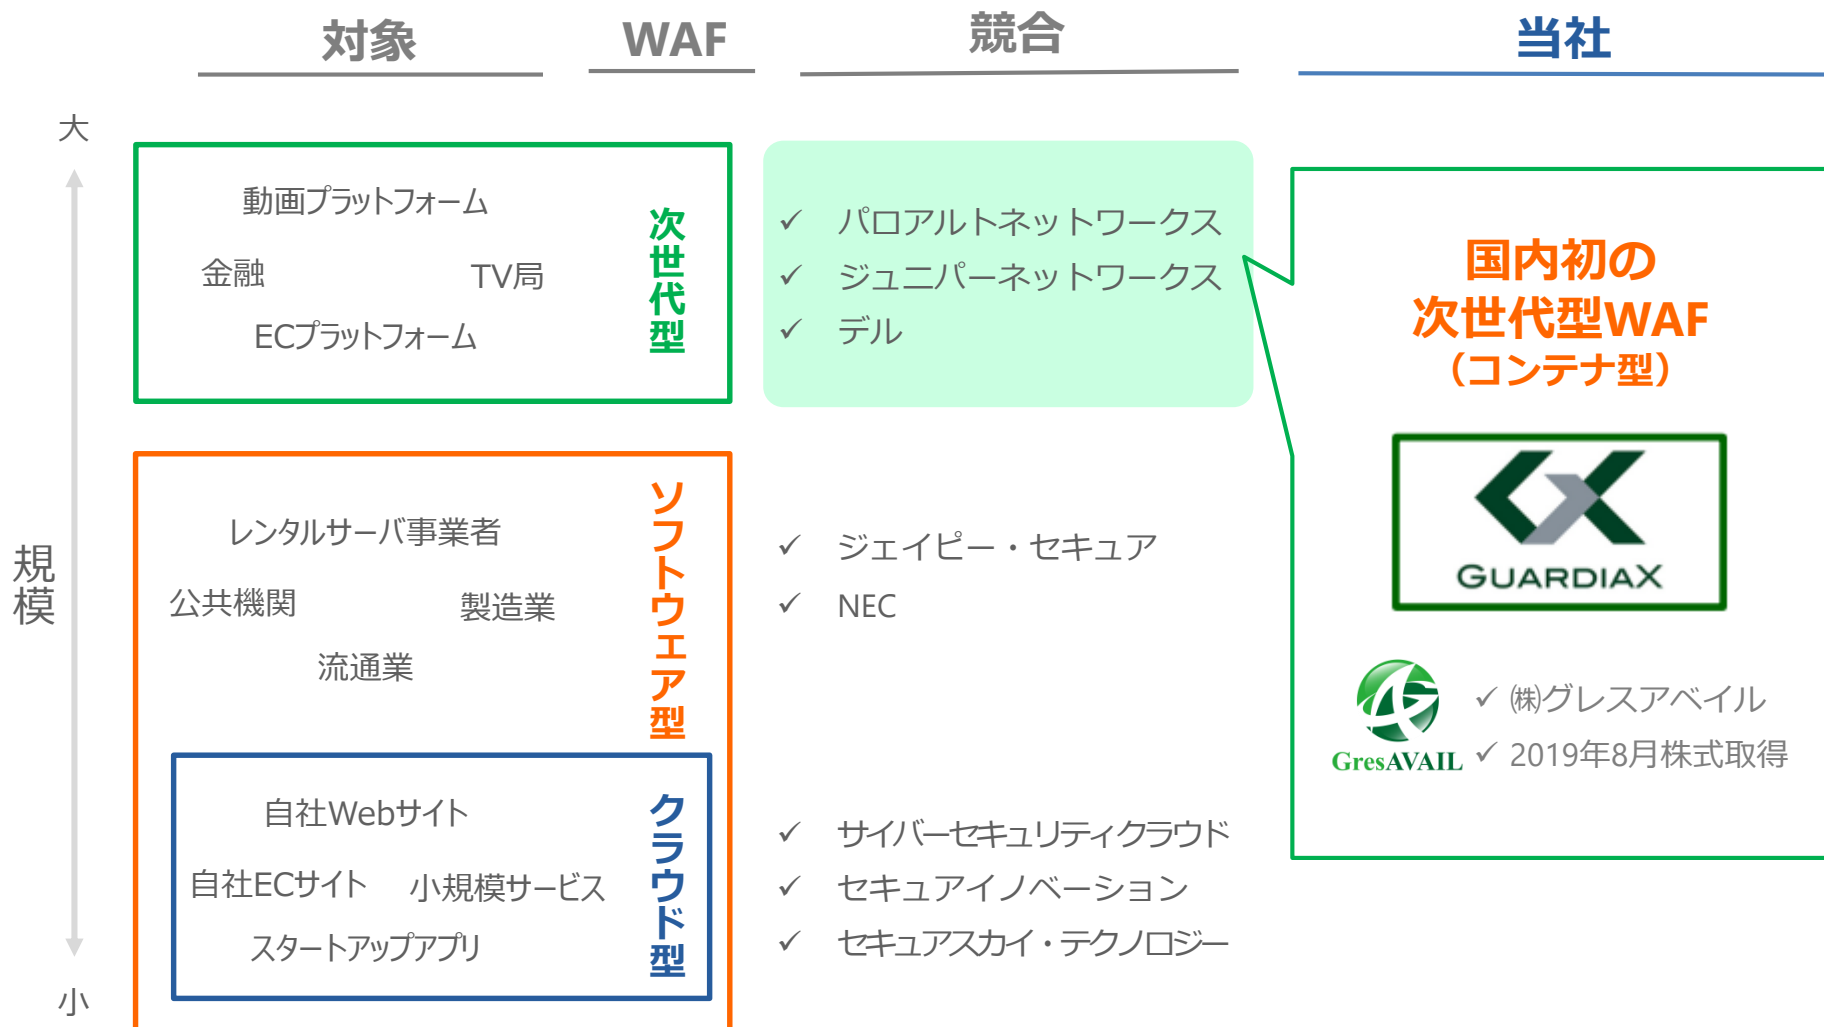 対象
WAF
競合
当社
大
規模
小
動画プラットフォーム
金融
TV局
ECプラットフォーム
次世代型
✓ パロアルトネットワークス
✓ ジュニパーネットワークス
✓ デル
レンタルサーバ事業者
公共機関
製造業
流通業
ソフトウェア型
✓ ジェイピー・セキュア
✓ NEC
自社Webサイト
自社ECサイト
小規模サービス
スタートアップアプリ
クラウド型
✓ サイバーセキュリティクラウド
✓ セキュアイノベーション
✓ セキュアスカイ・テクノロジー
国内初の
次世代型WAF
（コンテナ型）
GUARDIAX
GresAVAIL
✓ ㈱グレスアベイル
✓ 2019年8月株式取得